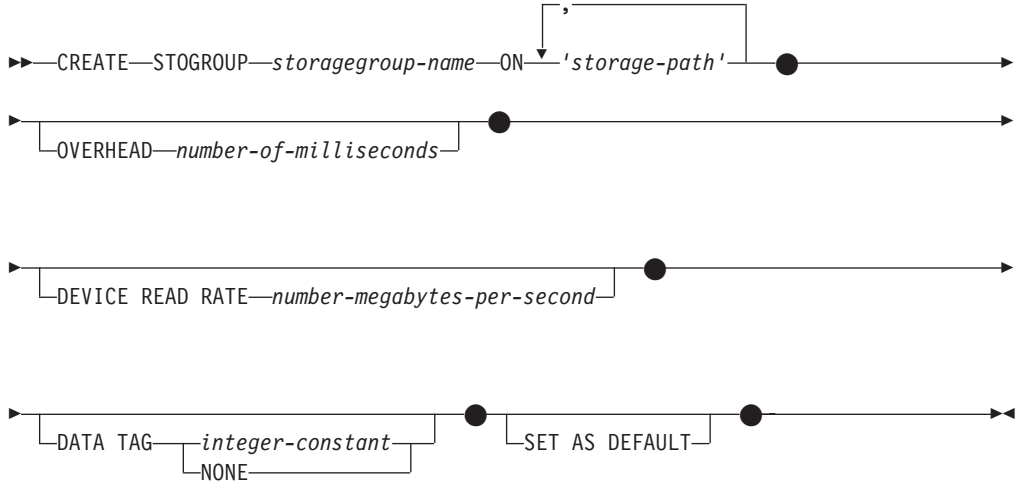 ,
CREATE STOGROUP storagegroup-name ON 'storage-path'
OVERHEAD number-of-milliseconds
DEVICE READ RATE number-megabytes-per-second
DATA TAG integer-constant SET AS DEFAULT
NONE